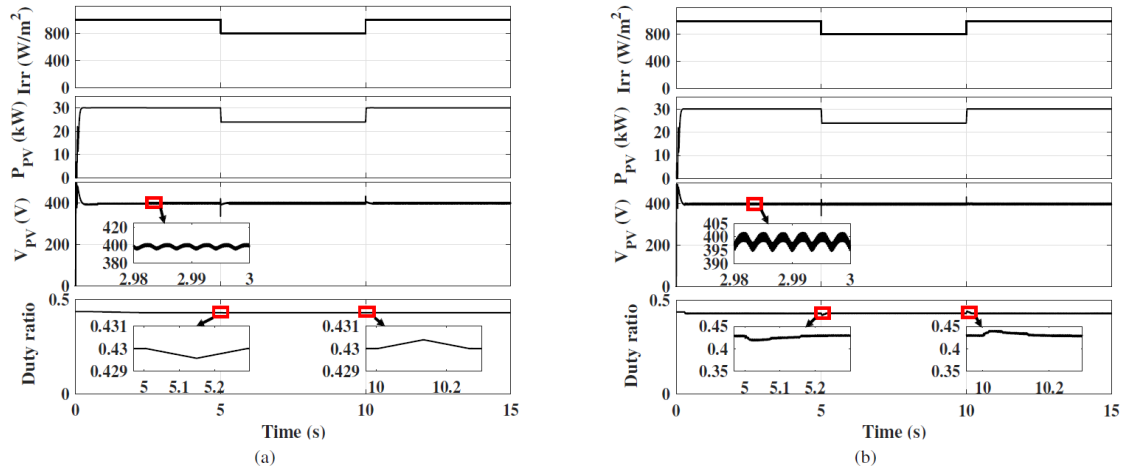 Irr (W/m²)
800
400
0
P_PV (kW)
30
20
10
0
V_PV (V)
400
200
0
420
400
380
2.98 2.99 3
Duty ratio
0.5
0
0.431
0.43
0.429
5 5.1 5.2
0.431
0.43
0.429
10 10.2
0 5 10 15
Time (s)
(a)
Irr (W/m²)
800
400
0
P_PV (kW)
30
20
10
0
V_PV (V)
400
200
0
405
400
395
390
2.98 2.99 3
Duty ratio
0.5
0
0.45
0.4
0.35
5 5.1 5.2
0.45
0.4
0.35
10 10.2
0 5 10 15
Time (s)
(b)